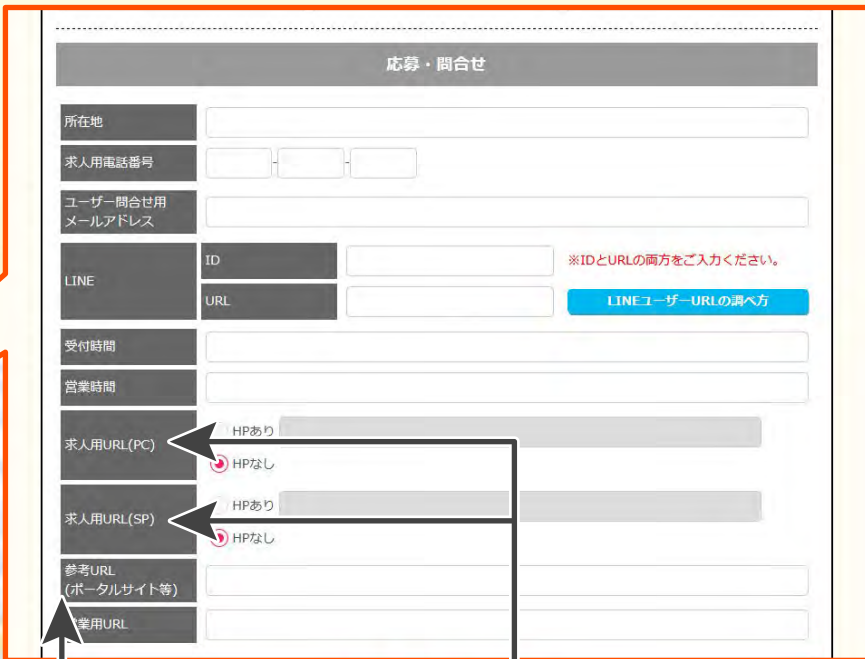 応募・問合せ
所在地
求人用電話番号
- -
ユーザー問合せ用
メールアドレス
LINE
ID
※IDとURLの両方をご入力ください。
URL
LINEユーザーURLの調べ方
受付時間
営業時間
求人用URL(PC)
HPあり
HPなし
求人用URL(SP)
HPあり
HPなし
参考URL
(ポータルサイト等)
業用URL